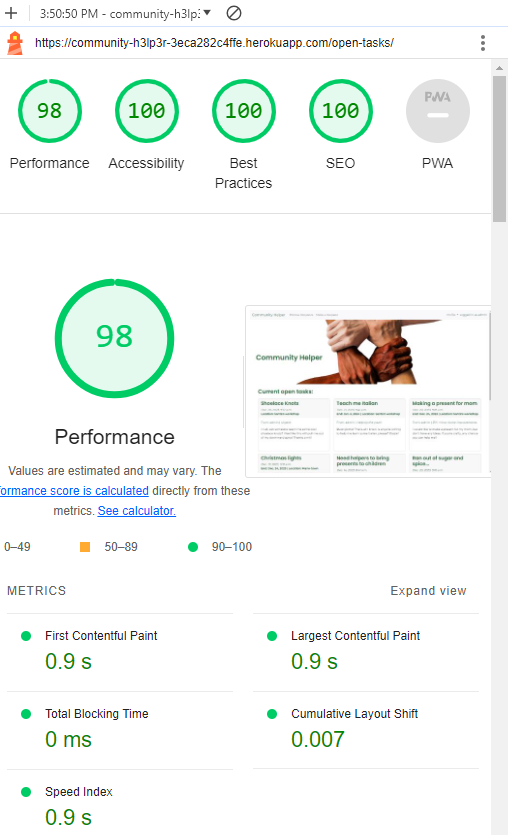 3:50:50 PM - community-h3lp3
https://community-h3lp3r-3eca282c4ffe.herokuapp.com/open-tasks/
98
100
100
100
PWA
Performance
Accessibility
Best
Practices
SEO
PWA
98
Community Helper
Community Helper
Current open tasks:
Shoelace Knots
Teach me Italian
Making a present for mom
Christmas lights
Need helpers to bring
presents to children
Ran out of sugar and
spice...
Performance
Values are estimated and may vary. The
formance score is calculated directly from these
metrics. See calculator.
0–49
50–89
90–100
METRICS
Expand view
First Contentful Paint
0.9 s
Largest Contentful Paint
0.9 s
Total Blocking Time
0 ms
Cumulative Layout Shift
0.007
Speed Index
0.9 s